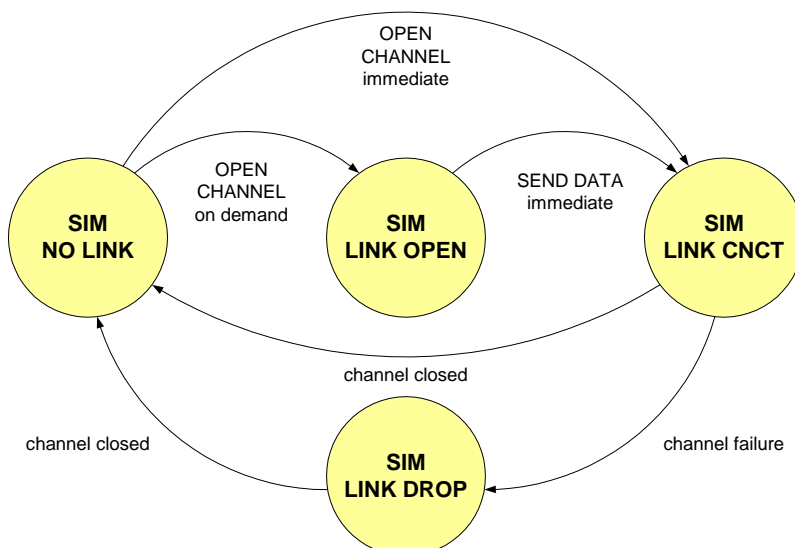 OPEN
CHANNEL
immediate
OPEN
CHANNEL
on demand
SEND DATA
immediate
SIM
NO LINK
SIM
LINK OPEN
SIM
LINK CNCT
channel closed
channel closed
channel failure
SIM
LINK DROP